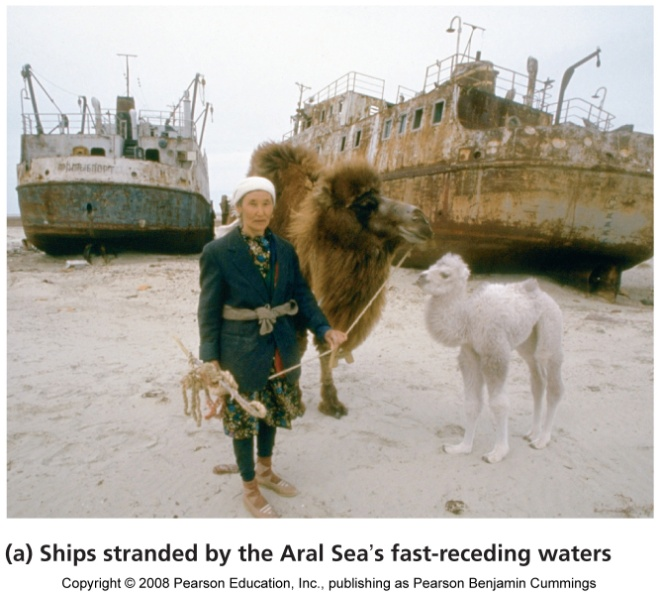 (a) Ships stranded by the Aral Sea’s fast-receding waters
Copyright © 2008 Pearson Education, Inc., publishing as Pearson Benjamin Cummings